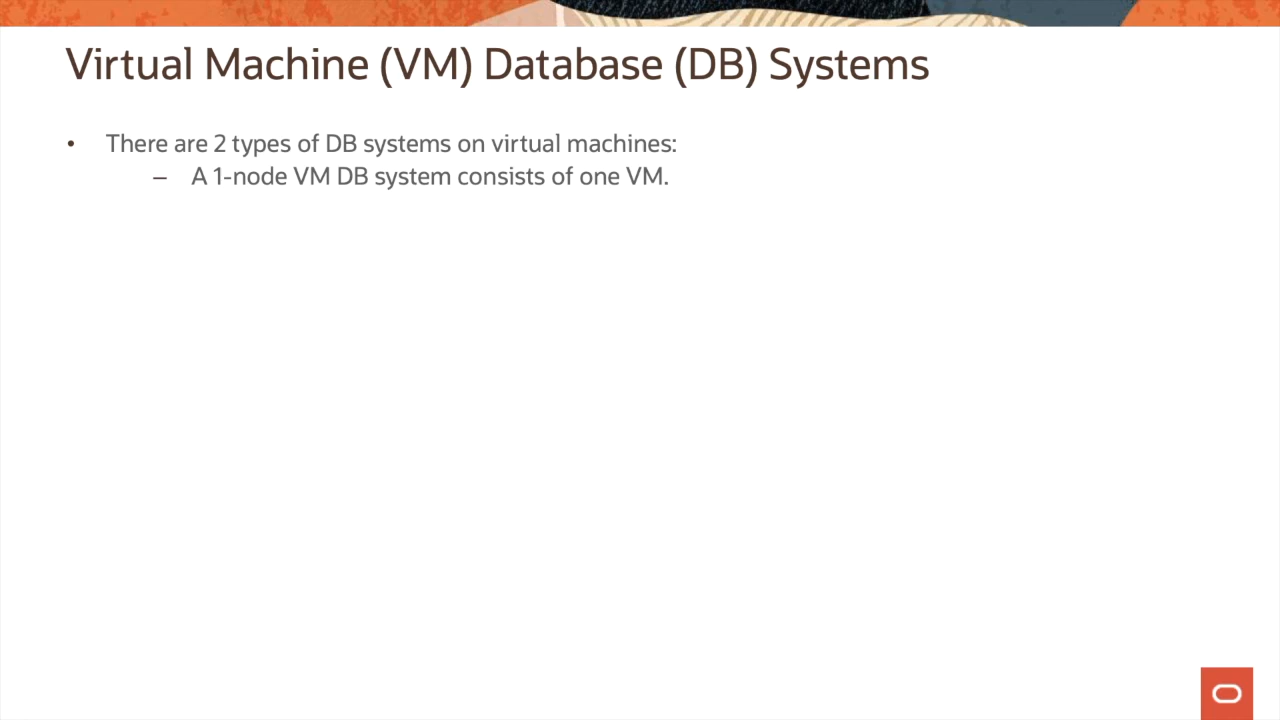 Virtual Machine (VM) Database (DB) Systems
• There are 2 types of DB systems on virtual machines:
– A 1-node VM DB system consists of one VM.